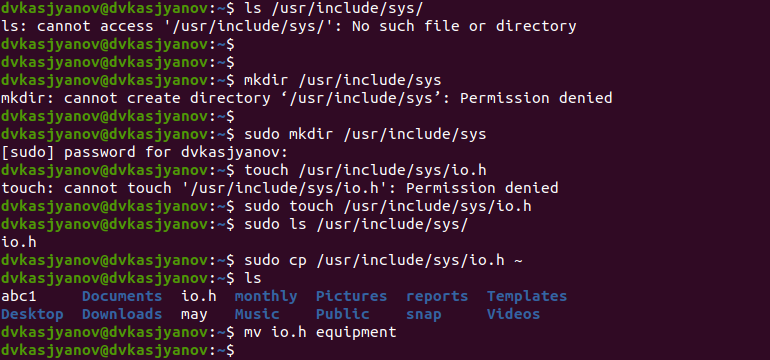 dvkasjyanov@dvkasjyanov:~$ ls /usr/include/sys/
ls: cannot access '/usr/include/sys/': No such file or directory
dvkasjyanov@dvkasjyanov:~$
dvkasjyanov@dvkasjyanov:~$
dvkasjyanov@dvkasjyanov:~$ mkdir /usr/include/sys
mkdir: cannot create directory ‘/usr/include/sys’: Permission denied
dvkasjyanov@dvkasjyanov:~$
dvkasjyanov@dvkasjyanov:~$ sudo mkdir /usr/include/sys
[sudo] password for dvkasjyanov:
dvkasjyanov@dvkasjyanov:~$ touch /usr/include/sys/io.h
touch: cannot touch '/usr/include/sys/io.h': Permission denied
dvkasjyanov@dvkasjyanov:~$ sudo touch /usr/include/sys/io.h
dvkasjyanov@dvkasjyanov:~$ sudo ls /usr/include/sys/
io.h
dvkasjyanov@dvkasjyanov:~$ sudo cp /usr/include/sys/io.h ~
dvkasjyanov@dvkasjyanov:~$ ls
abc1 Documents io.h monthly Pictures reports Templates
Desktop Downloads may Music Public snap Videos
dvkasjyanov@dvkasjyanov:~$ mv io.h equipment
dvkasjyanov@dvkasjyanov:~$